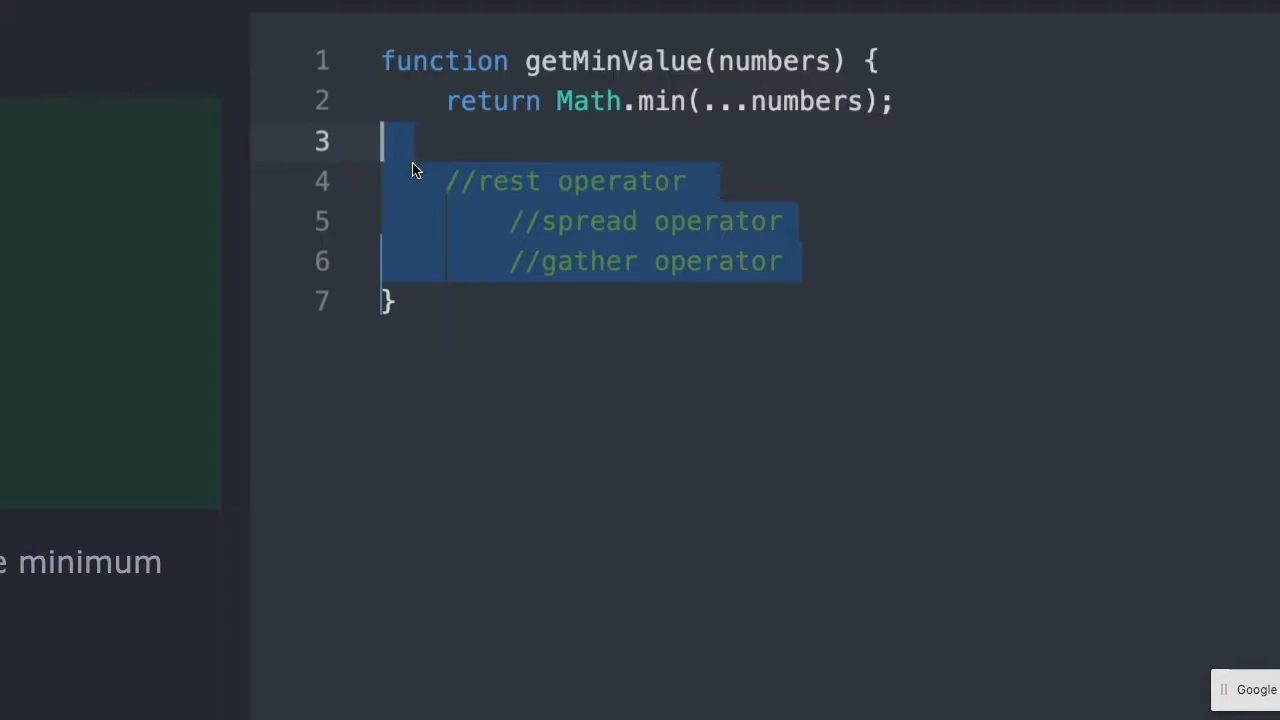 1 function getMinValue(numbers) {
2 return Math.min(...numbers);
3
4 //rest operator
5 //spread operator
6 //gather operator
7 }
e minimum
Google